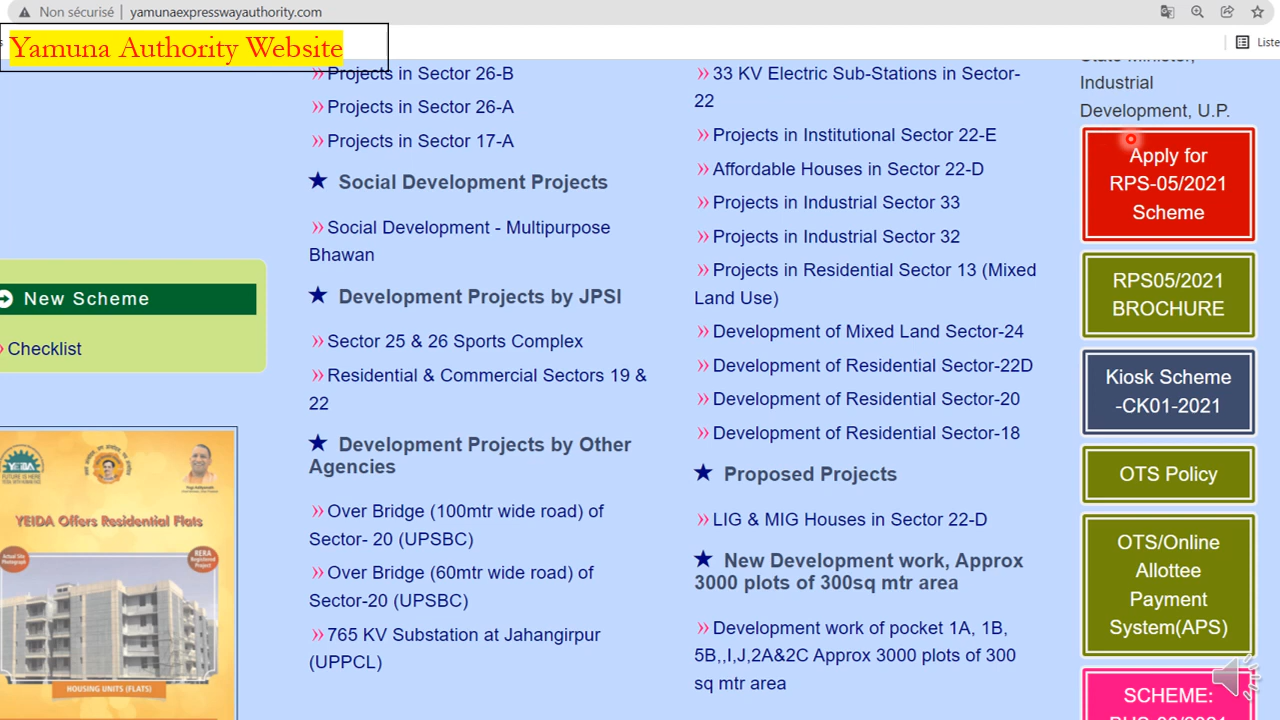 Non sécurisé | yamunaexpresswayauthority.com
Liste
Yamuna Authority Website
Projects in Sector 26-B
Projects in Sector 26-A
Projects in Sector 17-A
Social Development Projects
Social Development - Multipurpose
Bhawan
Development Projects by JPSI
Sector 25 & 26 Sports Complex
Residential & Commercial Sectors 19 &
22
Development Projects by Other
Agencies
Over Bridge (100mtr wide road) of
Sector- 20 (UPSBC)
Over Bridge (60mtr wide road) of
Sector-20 (UPSBC)
765 KV Substation at Jahangirpur
(UPPCL)
New Scheme
Checklist
YEIDA
YEIDA Offers Residential Flats
Actual Site
Photograph
RERA
Registered
Project
HOUSING UNITS (FLATS)
33 KV Electric Sub-Stations in Sector-
22
Projects in Institutional Sector 22-E
Affordable Houses in Sector 22-D
Projects in Industrial Sector 33
Projects in Industrial Sector 32
Projects in Residential Sector 13 (Mixed
Land Use)
Development of Mixed Land Sector-24
Development of Residential Sector-22D
Development of Residential Sector-20
Development of Residential Sector-18
Proposed Projects
LIG & MIG Houses in Sector 22-D
New Development work, Approx
3000 plots of 300sq mtr area
Development work of pocket 1A, 1B,
5B,,I,J,2A&2C Approx 3000 plots of 300
sq mtr area
State Minister,
Industrial
Development, U.P.
Apply for
RPS-05/2021
Scheme
RPS05/2021
BROCHURE
Kiosk Scheme
-CK01-2021
OTS Policy
OTS/Online
Allottee
Payment
System(APS)
SCHEME: